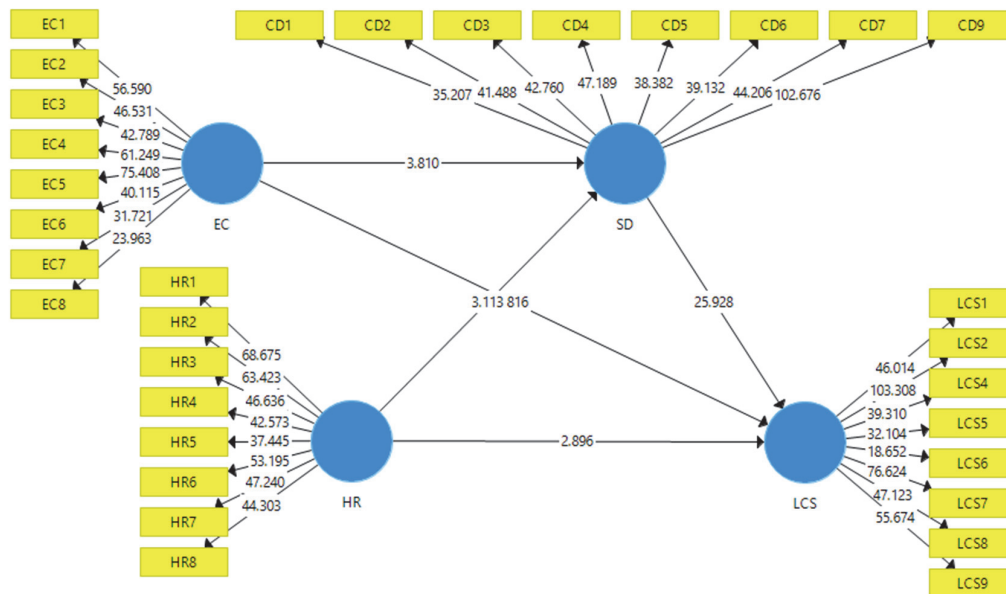 EC1
EC2
EC3
EC4
EC5
EC6
EC7
EC8
56.590
46.531
42.789
61.249
75.408
40.115
31.721
23.963
EC
CD1
CD2
CD3
CD4
CD5
CD6
CD7
CD9
35.207
41.488
42.760
47.189
38.382
39.132
44.206
102.676
3.810
SD
HR1
HR2
HR3
HR4
HR5
HR6
HR7
HR8
68.675
63.423
46.636
42.573
37.445
53.195
47.240
44.303
HR
3.113 816
25.928
2.896
LCS
46.014
103.308
39.310
32.104
18.652
76.624
47.123
55.674
LCS1
LCS2
LCS4
LCS5
LCS6
LCS7
LCS8
LCS9